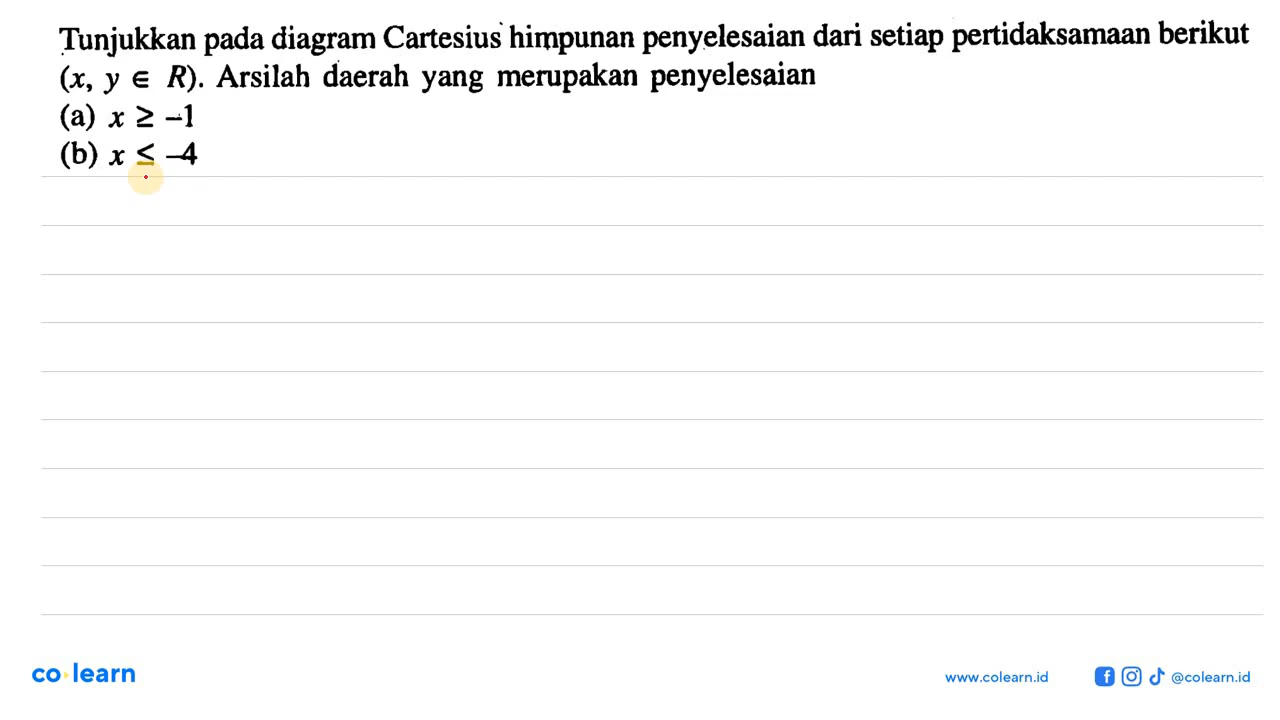 Tunjukkan pada diagram Cartesius himpunan penyelesaian dari setiap pertidaksamaan berikut
(x, y ∈ R). Arsilah daerah yang merupakan penyelesaian
(a) x ≥ -1
(b) x ≤ -4
co learn
www.colearn.id @colearn.id